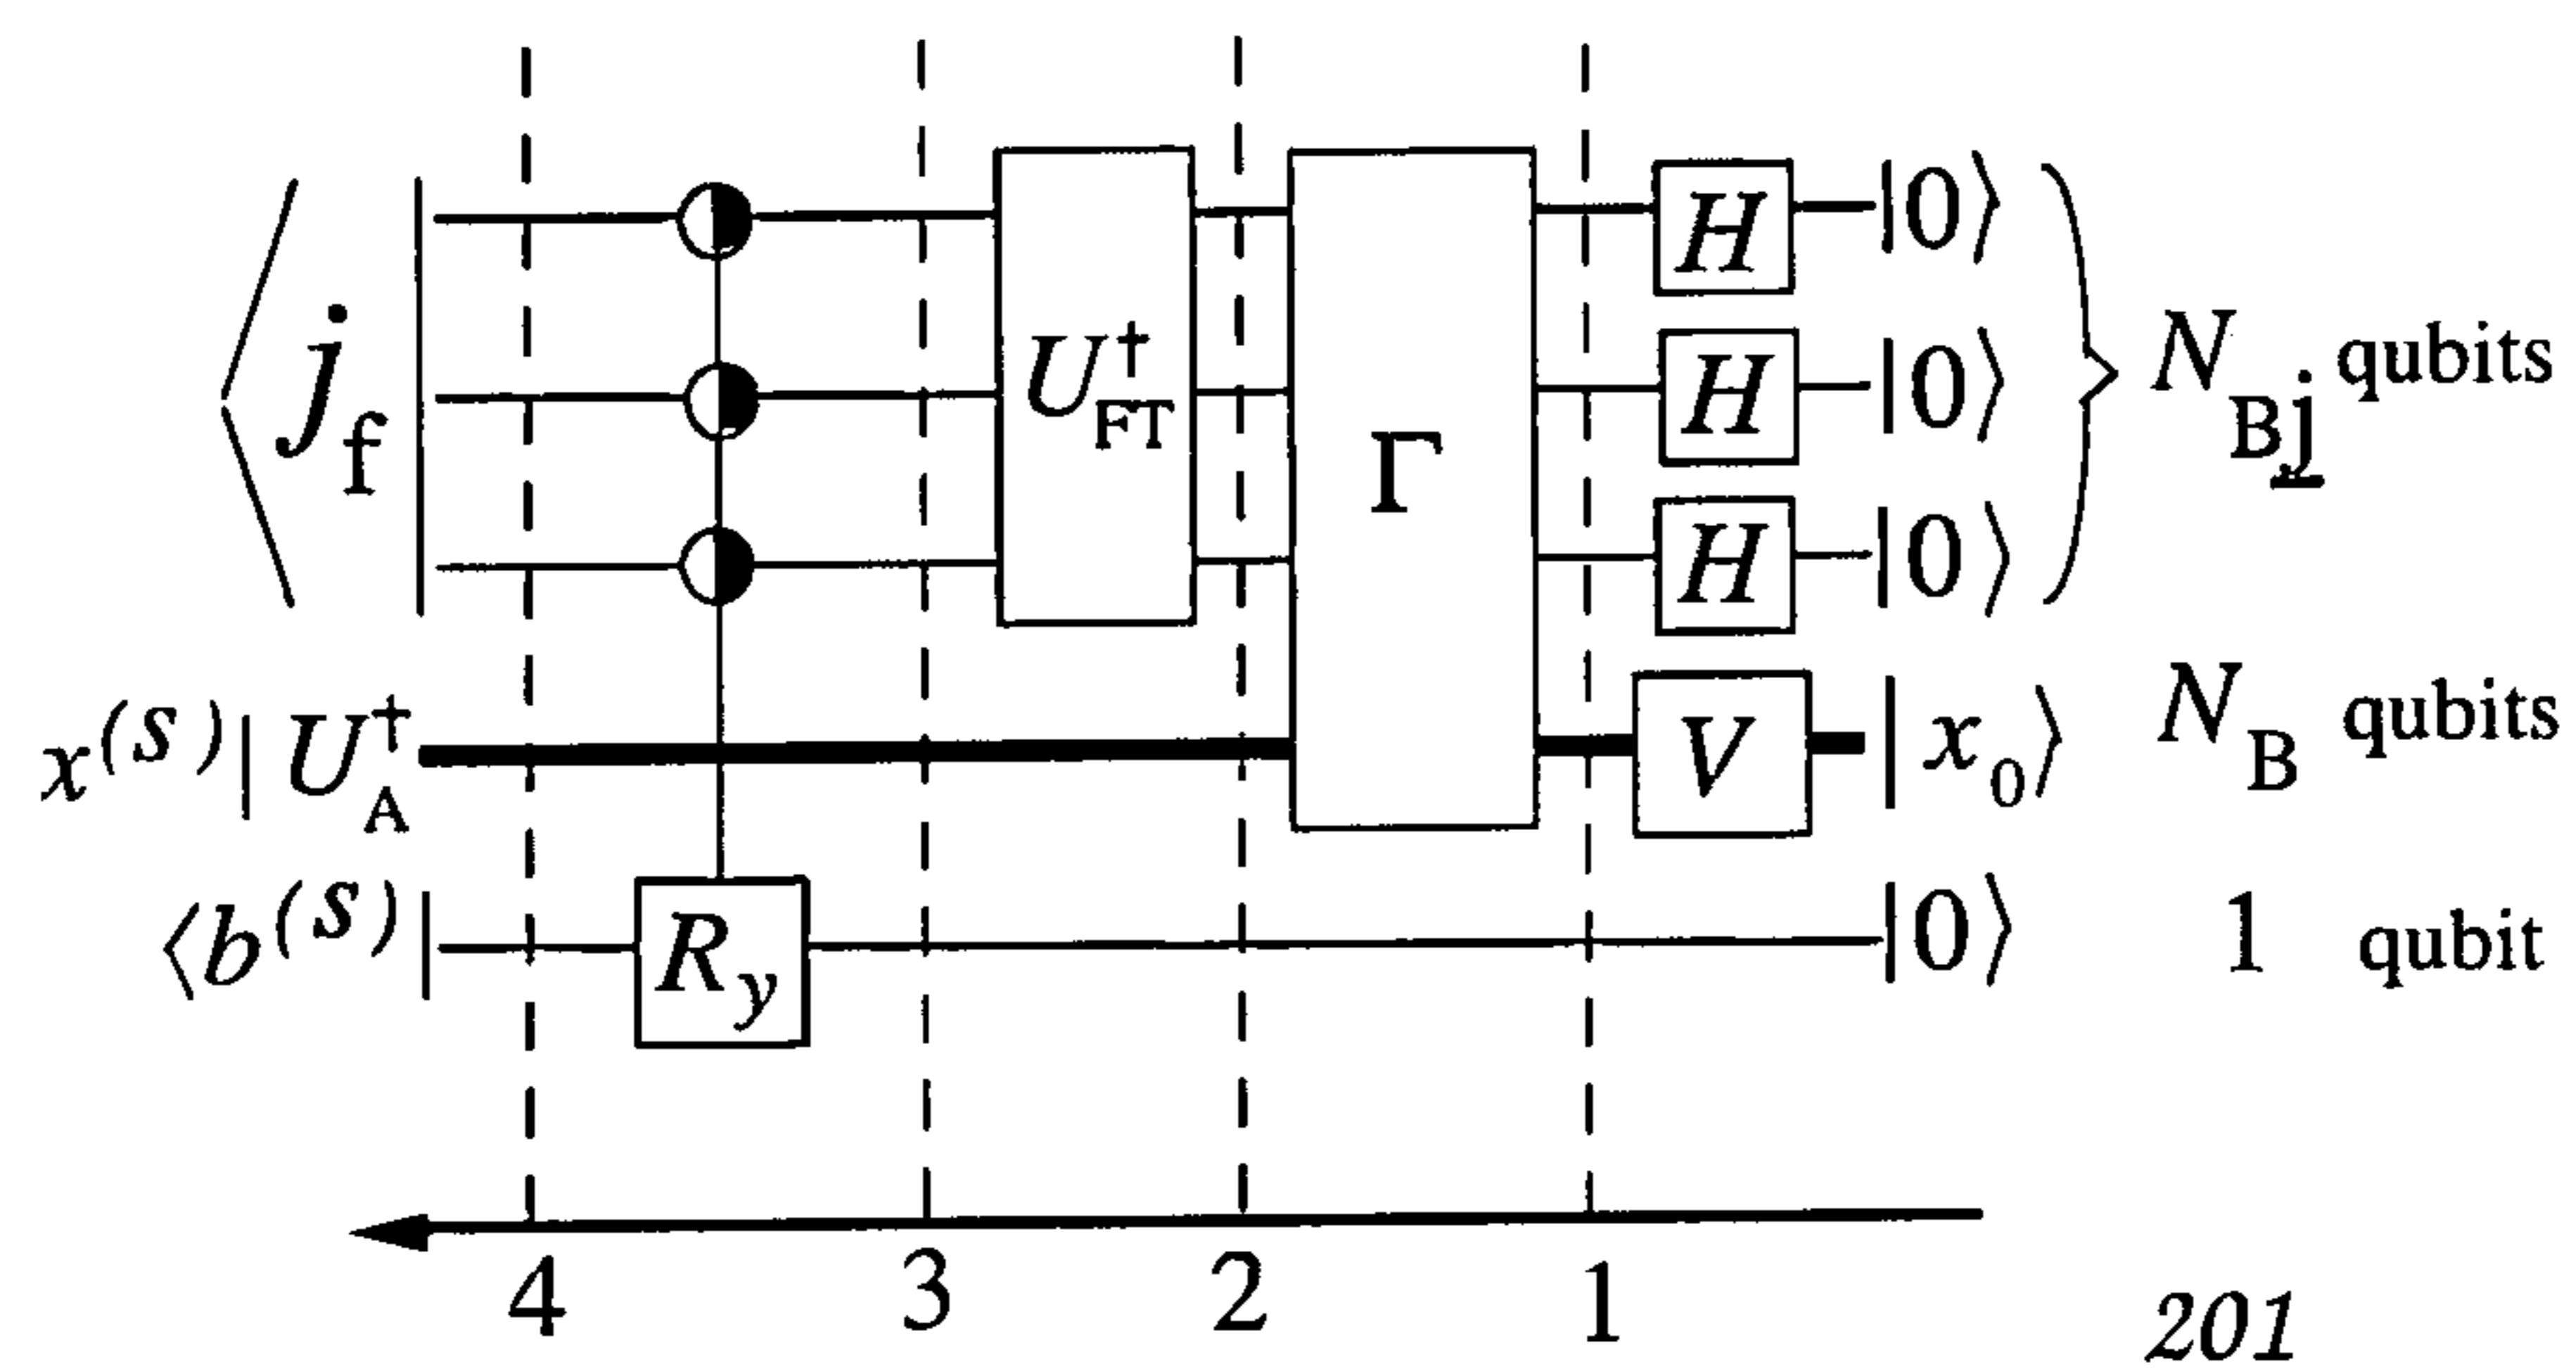 H |0⟩
⟨j_f| U†_FT Γ H |0⟩ N_Bj qubits
H |0⟩
x^(s)| U†_A V |x_0⟩ N_B qubits
⟨b^(s)| R_y |0⟩ 1 qubit
4 3 2 1
201